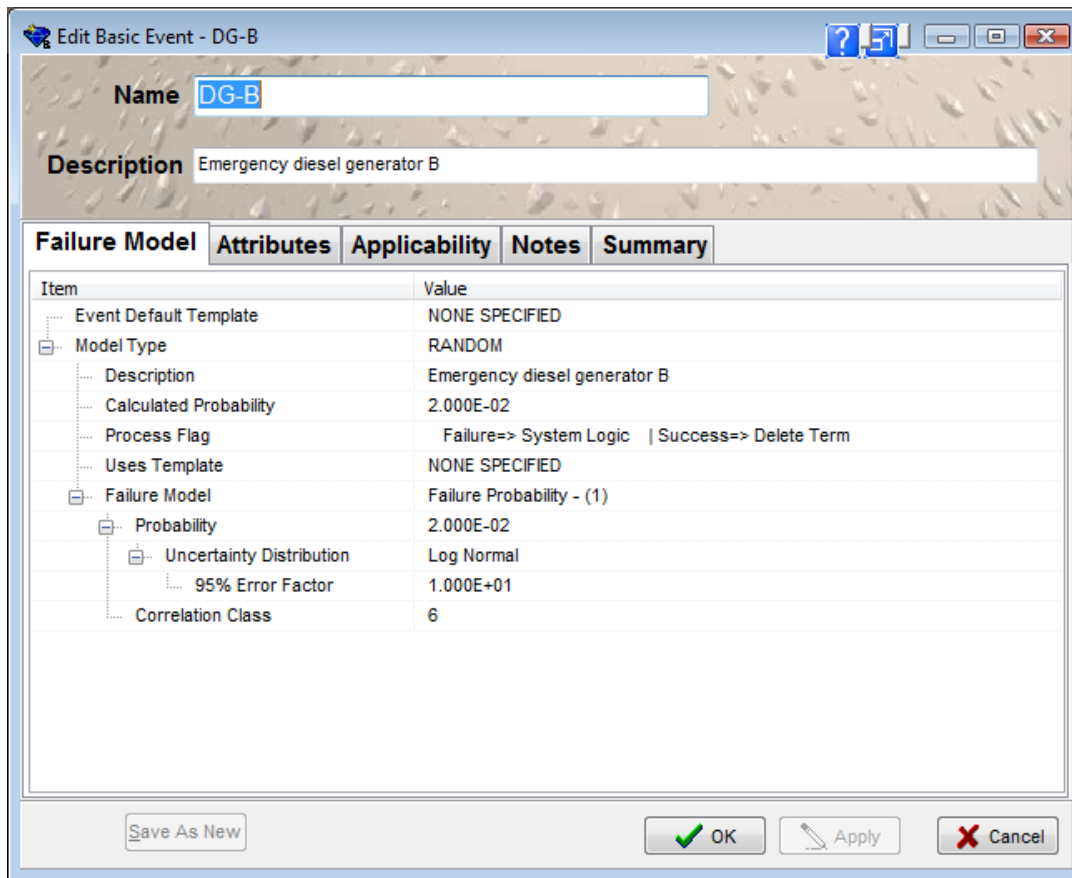 Edit Basic Event - DG-B
?
Name DG-B
Description Emergency diesel generator B
Failure Model Attributes Applicability Notes Summary
Item Value
Event Default Template NONE SPECIFIED
Model Type RANDOM
Description Emergency diesel generator B
Calculated Probability 2.000E-02
Process Flag Failure=> System Logic | Success=> Delete Term
Uses Template NONE SPECIFIED
Failure Model Failure Probability - (1)
Probability 2.000E-02
Uncertainty Distribution Log Normal
95% Error Factor 1.000E+01
Correlation Class 6
Save As New OK Apply Cancel